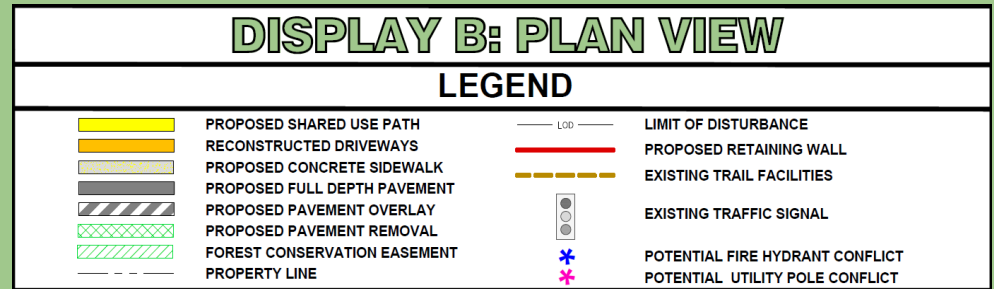 DISPLAY B: PLAN VIEW
LEGEND
PROPOSED SHARED USE PATH
RECONSTRUCTED DRIVEWAYS
PROPOSED CONCRETE SIDEWALK
PROPOSED FULL DEPTH PAVEMENT
PROPOSED PAVEMENT OVERLAY
PROPOSED PAVEMENT REMOVAL
FOREST CONSERVATION EASEMENT
PROPERTY LINE
LOD LIMIT OF DISTURBANCE
PROPOSED RETAINING WALL
EXISTING TRAIL FACILITIES
EXISTING TRAFFIC SIGNAL
POTENTIAL FIRE HYDRANT CONFLICT
POTENTIAL UTILITY POLE CONFLICT